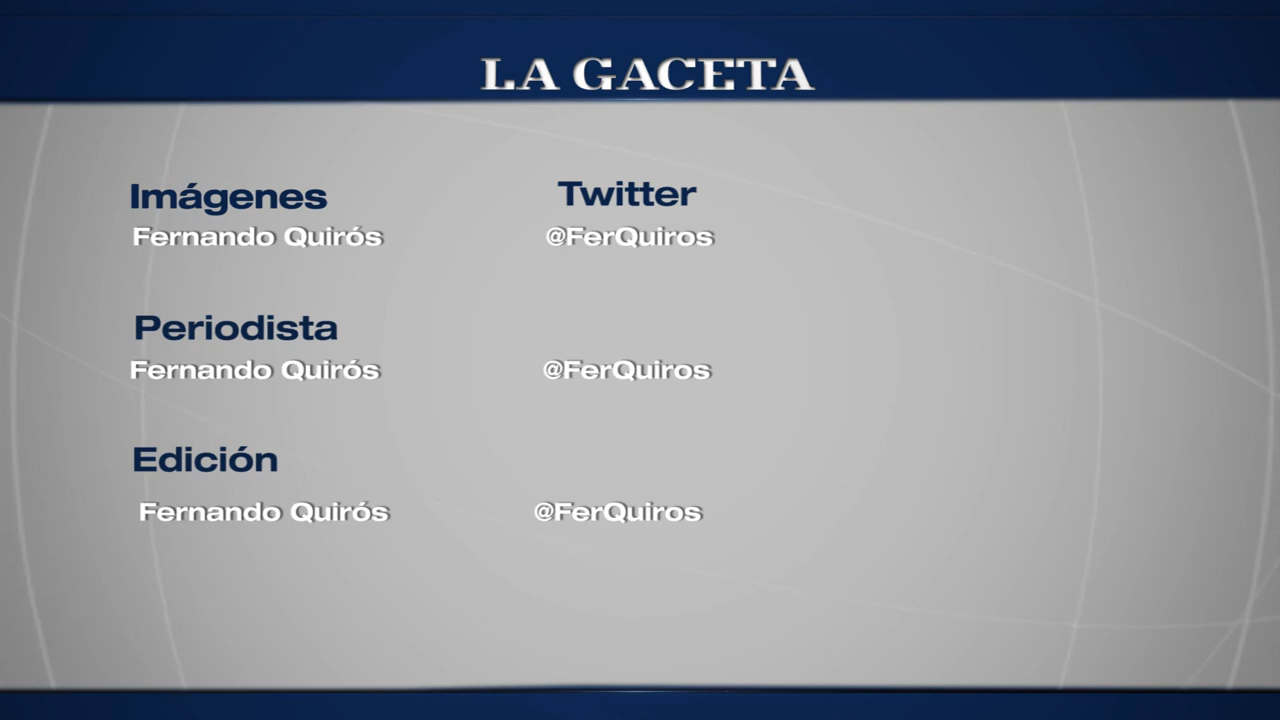 LA GACETA
Imágenes Twitter
Fernando Quirós @FerQuiros
Periodista
Fernando Quirós @FerQuiros
Edición
Fernando Quirós @FerQuiros